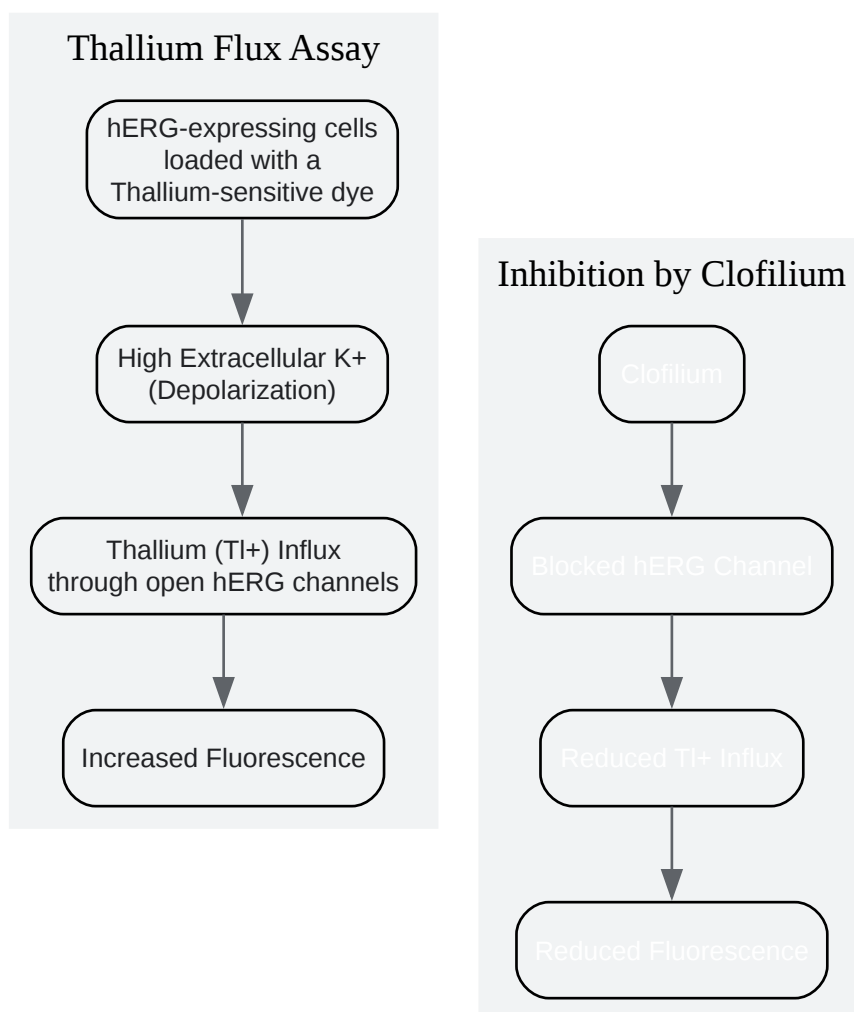 Thallium Flux Assay
hERG-expressing cells
loaded with a
Thallium-sensitive dye
High Extracellular K+
(Depolarization)
Thallium (Tl+) Influx
through open hERG channels
Increased Fluorescence
Inhibition by Clofilium
Clofilium
Blocked hERG Channel
Reduced Tl+ Influx
Reduced Fluorescence